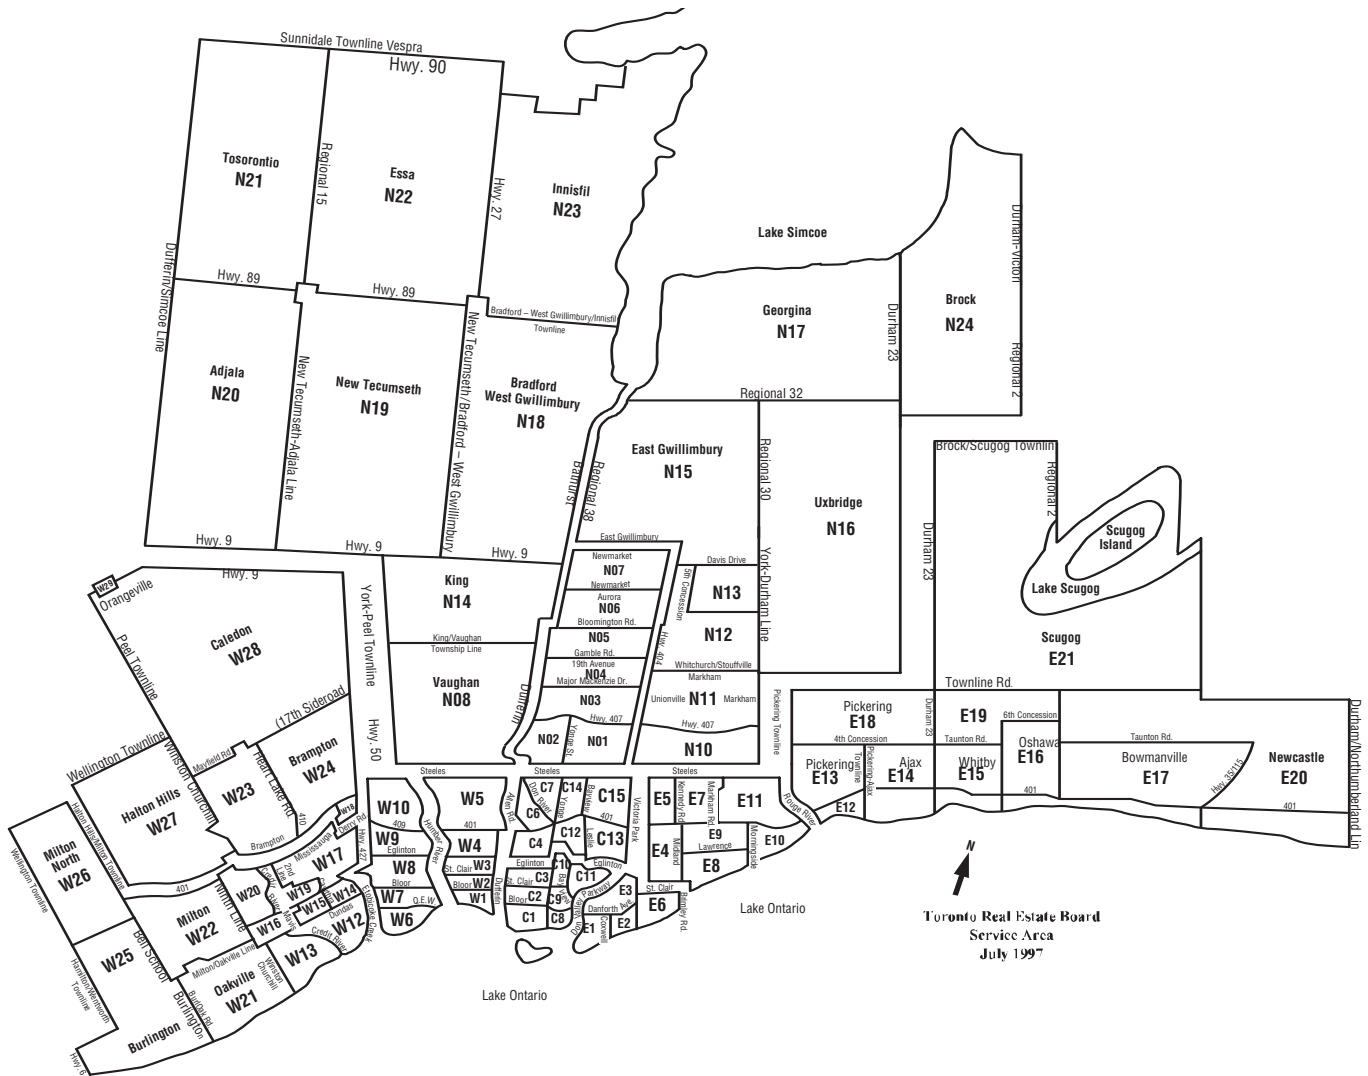 Sunnidale Townline Vespra
Hwy. 90
Tosorontio
N21
Regional 15
Essa
N22
Hwy. 27
Innisfil
N23
Lake Simcoe
Durham-Victori
Dufferin/Simcoe Line
Hwy. 89
Hwy. 89
Bradford – West Gwillimbury/Innisfil
Townline
Georgina
N17
Durham 23
Brock
N24
Regional 2
Adjala
N20
New Tecumseth-Adjala Line
New Tecumseth
N19
New Tecumseth/Bradford – West Gwillimbury
Bradford
West Gwillimbury
N18
Regional 32
Bathurst
Regional 38
East Gwillimbury
N15
Regional 30
Uxbridge
N16
Brock/Scugog Townlin
Regional 2
Durham 23
Scugog
Island
Lake Scugog
Scugog
E21
Hwy. 9
Hwy. 9
Hwy. 9
East Gwillimbury
Newmarket
N07
Newmarket
Davis Drive
5th Concession
N13
York-Durham Line
W29
Orangeville
Hwy. 9
York-Peel Townline
King
N14
Aurora
N06
Bloomington Rd.
N05
Hwy. 404
N12
Peel Townline
Caledon
W28
King/Vaughan
Township Line
Gamble Rd.
19th Avenue
N04
Major Mackenzie Dr.
Whitchurch/Stouffville
Markham
Vaughan
N08
Dufferin
N03
Unionville
N11
Markham
Pickering Townline
Townline Rd.
(17th Sideroad
Hwy. 50
Hwy. 407
Hwy. 407
Pickering
E18
Durham 23
E19
6th Concession
N02
Yonge St.
N01
N10
4th Concession
Taunton Rd.
Oshawa
E16
Taunton Rd.
Durham/Northumberland Lin
Wellington Townline
Winston Churchill
Mayfield Rd
Heart Lake Rd
Brampton
W24
Steeles
Steeles
Steeles
Pickering
E13
Townline
Pickering-Ajax
Ajax
E14
Whitby
E15
Bowmanville
E17
Hwy. 35/115
Newcastle
E20
Halton Hills
W27
W23
410
W18
Derry Rd
Hwy. 427
W10
409
Humber River
W5
401
Allen Rd.
C7
Don River
C6
C14
Yonge
Bayview
C15
401
Victoria Park
E5
Kennedy Rd.
E7
Markham Rd.
E11
Rouge River
E12
401
401
Halton Hills/Milton Townline
Brampton
Mississauga
W17
W9
Eglinton
W4
C4
C12
Leslie
C13
E9
Lawrence
E10
Milton
North
W26
Wellington Townline
401
2nd
Line
W8
Bloor
St. Clair
W3
Eglinton
C10
Eglinton
E4
Midland
E8
Morningside
Ninth Line
W20
Credit
River
W19
Creditview
W14
W7
Q.E.W.
Bloor
W2
W1
Dufferin
St. Clair
C3
Bayview
C11
Don Valley Parkway
E3
St. Clair
Milton
W22
Mavis
W15
Dundas
Etobicoke Creek
W6
Bloor
C2
C9
Danforth Ave.
E6
Brimley Rd.
Lake Ontario
W16
W12
C1
C8
E1
Coxwell
E2
W25
Bell School
Credit River
W13
Milton/Oakville Line
Winston
Churchill
Hamilton/Wentworth
Townline
Oakville
W21
Burlington
BurlOak Rd
Lake Ontario
Burlington
Hwy. 6
N
Toronto Real Estate Board
Service Area
July 1997